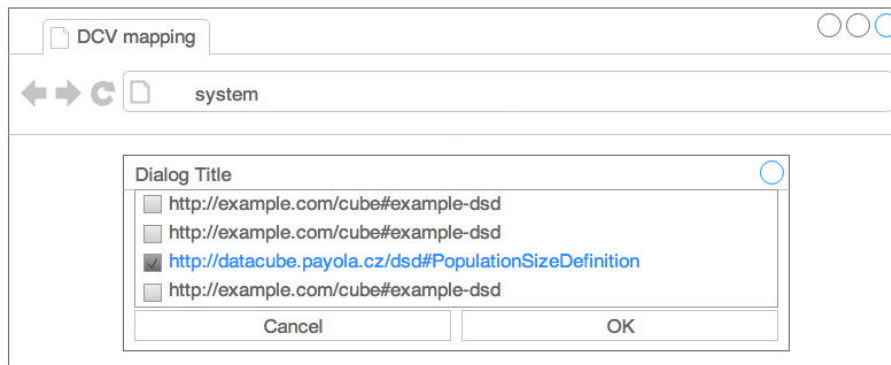 DCV mapping
system
Dialog Title
http://example.com/cube#example-dsd
http://example.com/cube#example-dsd
http://datacube.payola.cz/dsd#PopulationSizeDefinition
http://example.com/cube#example-dsd
Cancel OK